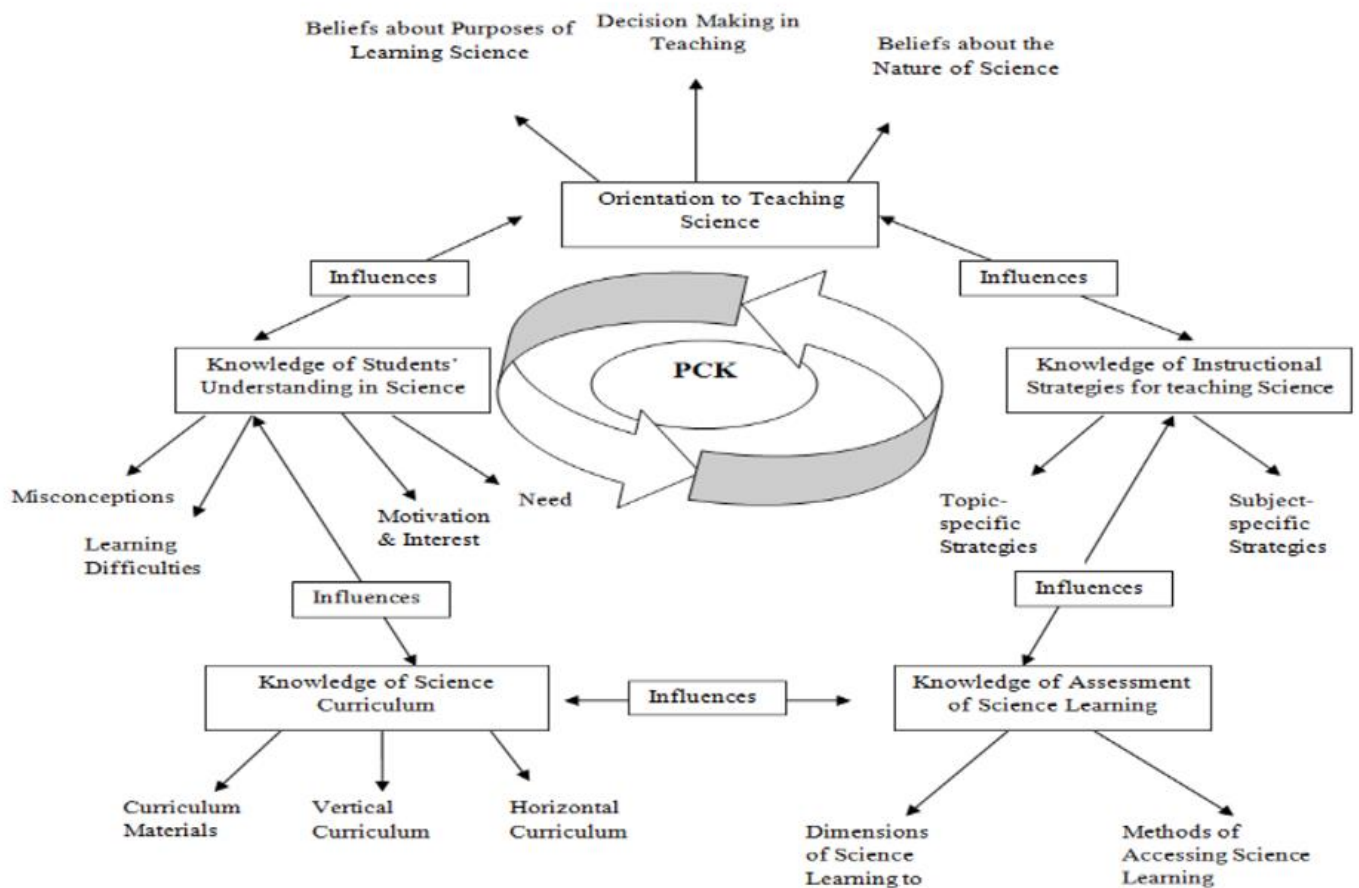 Beliefs about Purposes of
Learning Science
Decision Making in
Teaching
Beliefs about the
Nature of Science
Orientation to Teaching
Science
Influences
Influences
Knowledge of Students'
Understanding in Science
PCK
Knowledge of Instructional
Strategies for teaching Science
Misconceptions
Learning
Difficulties
Motivation
& Interest
Need
Topic-
specific
Strategies
Subject-
specific
Strategies
Influences
Influences
Knowledge of Science
Curriculum
Influences
Knowledge of Assessment
of Science Learning
Curriculum
Materials
Vertical
Curriculum
Horizontal
Curriculum
Dimensions
of Science
Learning to
Methods of
Accessing Science
Learning